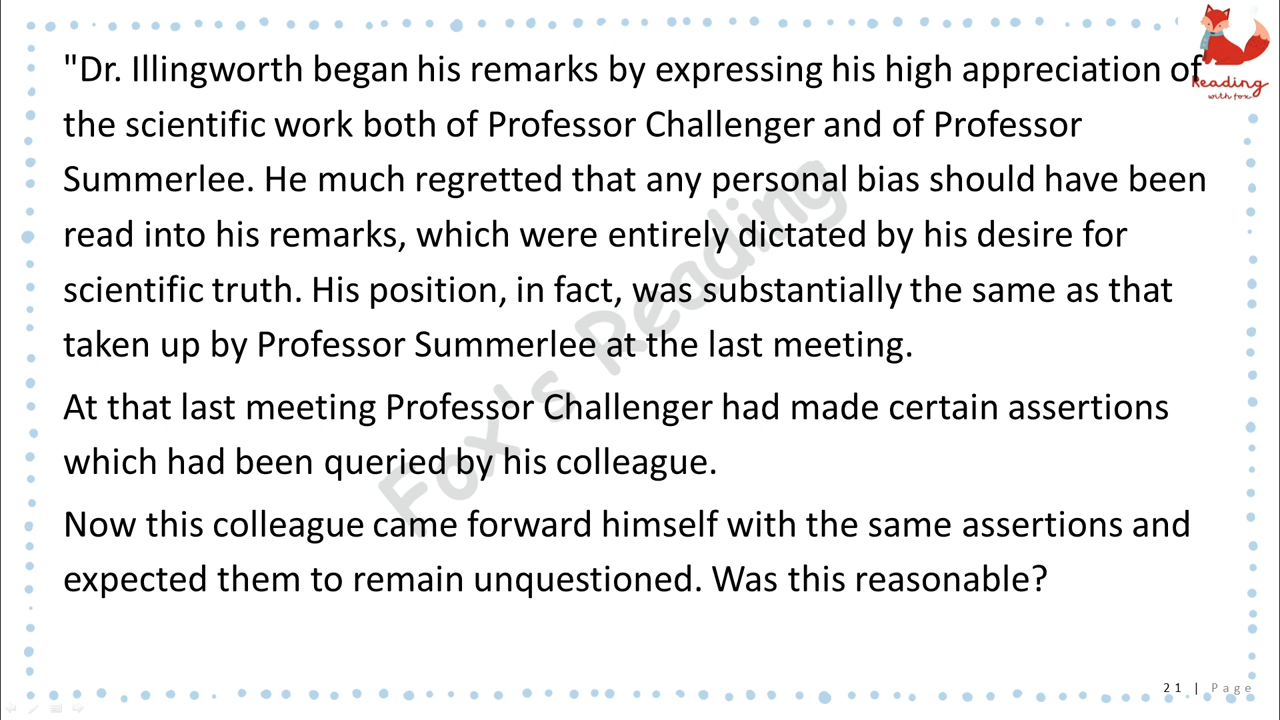 "Dr. Illingworth began his remarks by expressing his high appreciation of
Reading
with fox
the scientific work both of Professor Challenger and of Professor
Summerlee. He much regretted that any personal bias should have been
read into his remarks, which were entirely dictated by his desire for
scientific truth. His position, in fact, was substantially the same as that
taken up by Professor Summerlee at the last meeting.
At that last meeting Professor Challenger had made certain assertions
which had been queried by his colleague.
Now this colleague came forward himself with the same assertions and
expected them to remain unquestioned. Was this reasonable?
Fox's Reading
21 | Page